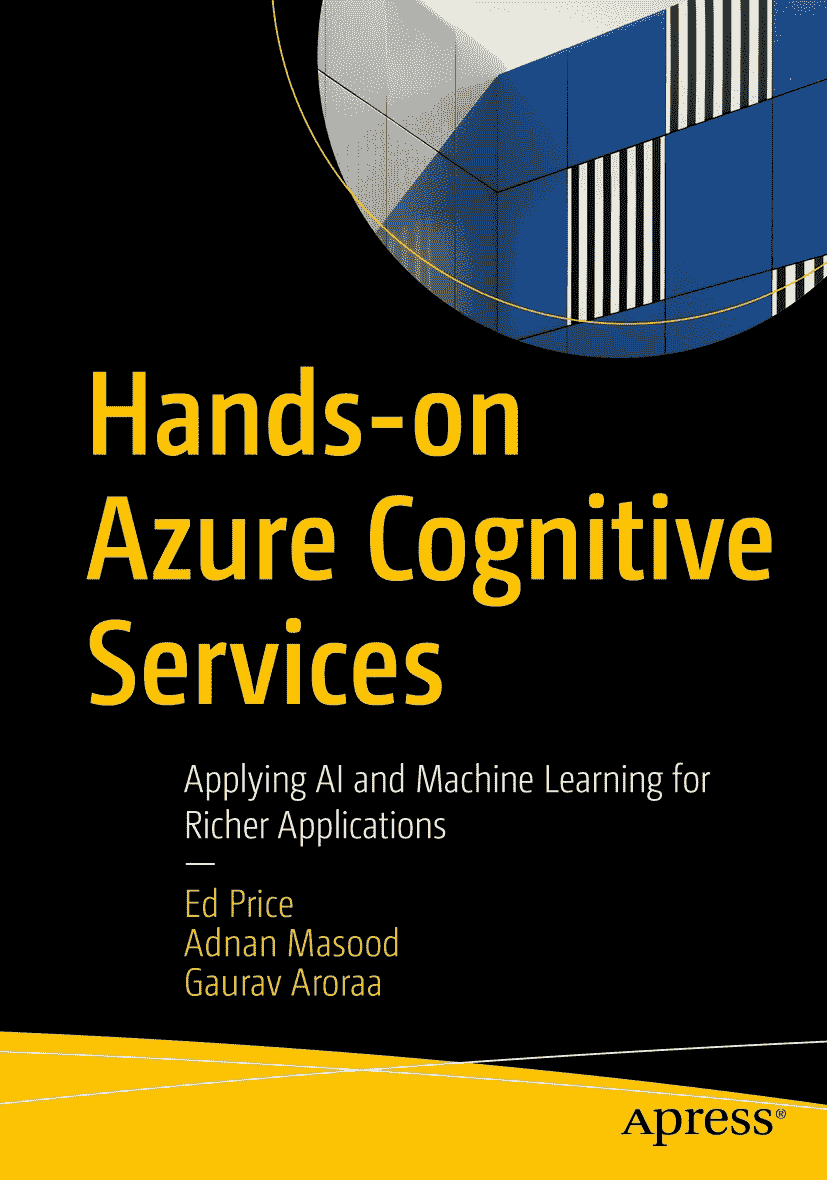 Hands-on
Azure Cognitive
Services
Applying AI and Machine Learning for
Richer Applications
Ed Price
Adnan Masood
Gaurav Aroraa
Apress®